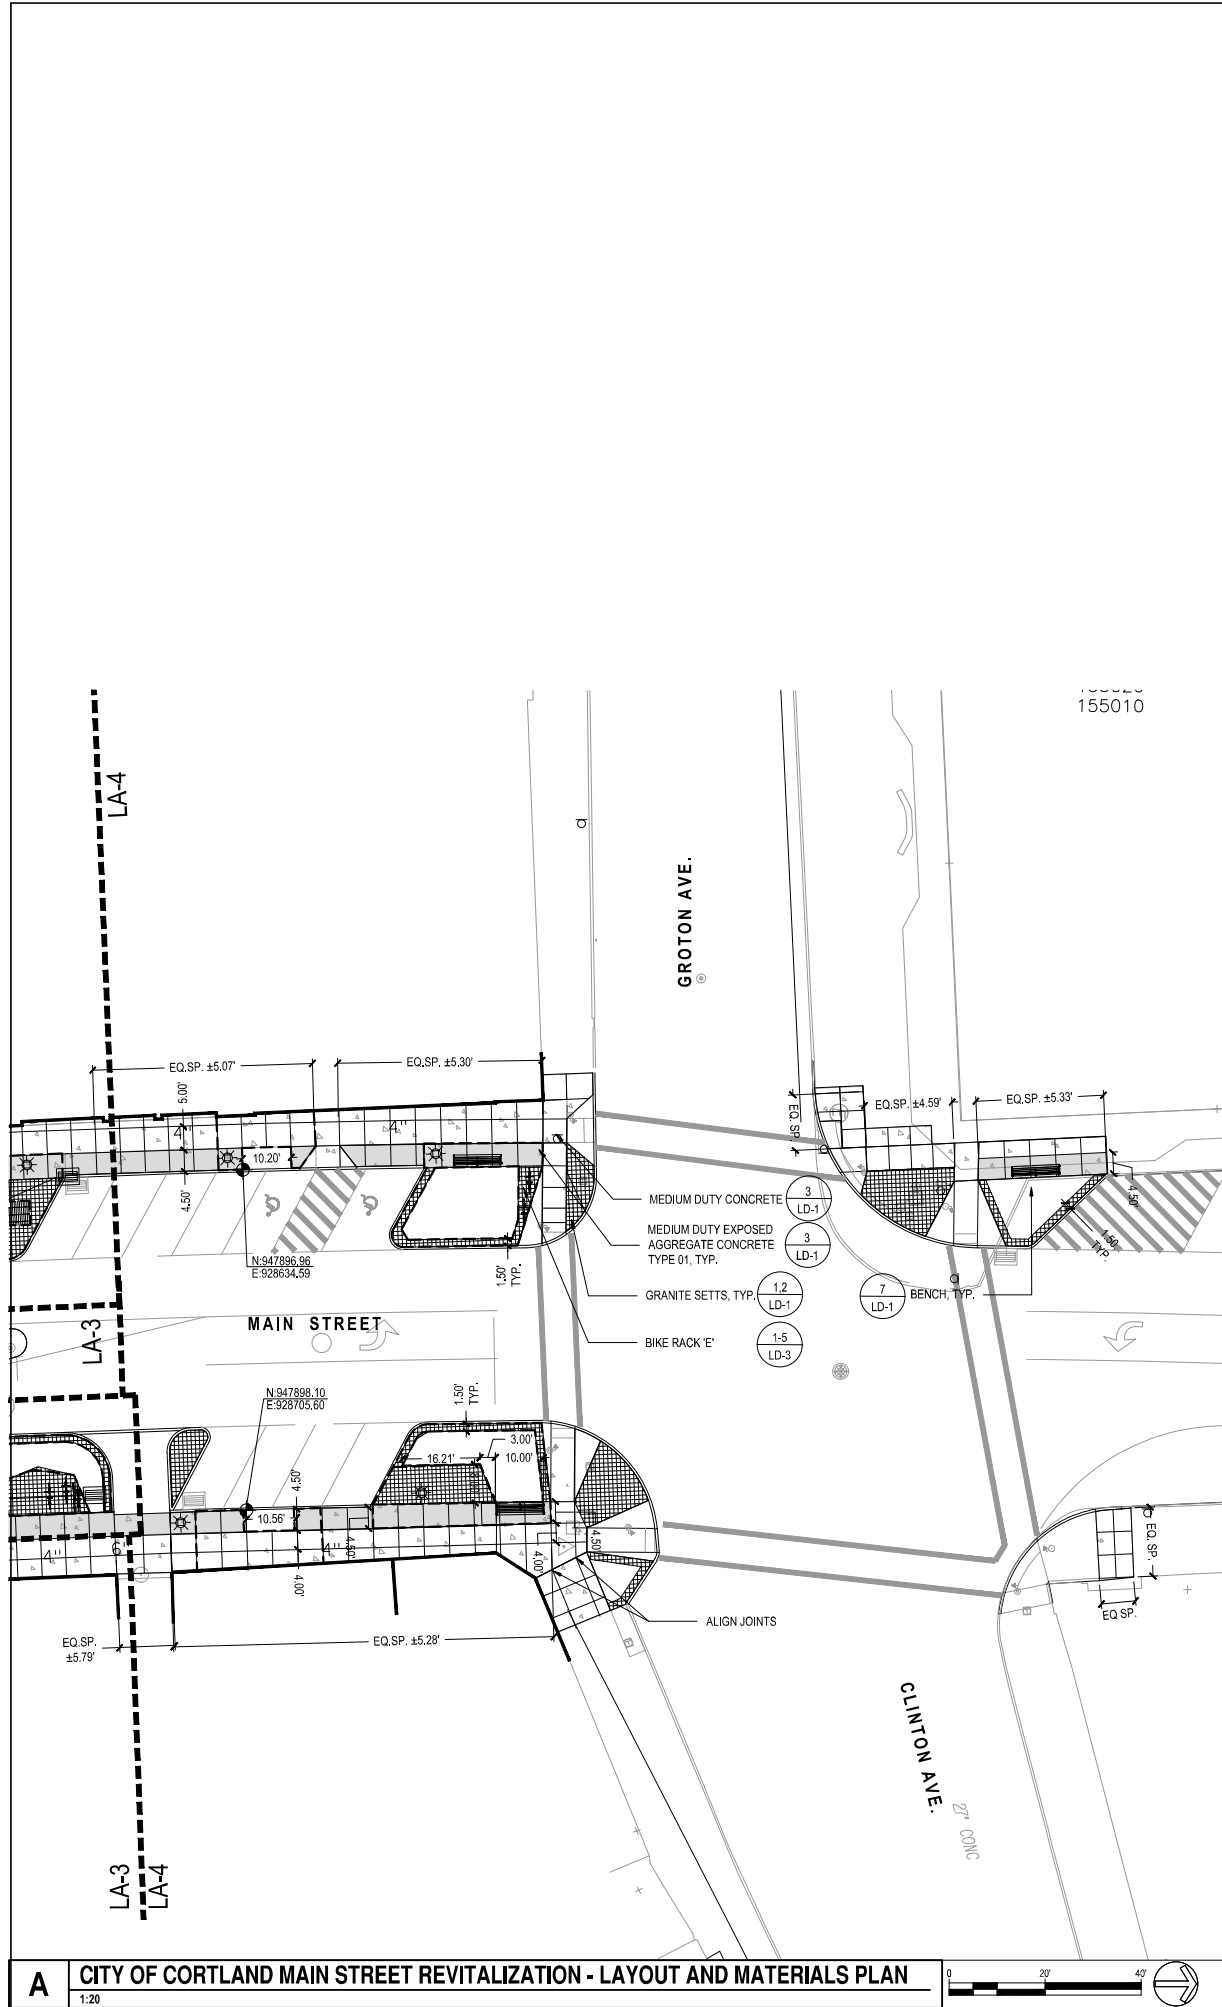 155010
LA-4
GROTON AVE.
EQ.SP. ±5.07'
EQ.SP. ±5.30'
5.00'
4"
4"
10.20'
4.50'
EQ. SP.
EQ.SP. ±4.59'
EQ.SP. ±5.33'
4.50'
1.50'
TYP.
MEDIUM DUTY CONCRETE
3
LD-1
MEDIUM DUTY EXPOSED
AGGREGATE CONCRETE
TYPE 01, TYP.
3
LD-1
N:947896.96
E:928634.59
1.50'
TYP.
GRANITE SETTS, TYP.
1,2
LD-1
7
LD-1
BENCH, TYP.
LA-3
MAIN STREET
BIKE RACK 'E'
1-5
LD-3
N:947898.10
E:928705.60
1.50'
TYP.
3.00'
16.21'
10.00'
4.50'
10.56'
4"
6"
4"
4.50'
4.00'
4.00'
4.50'
EQ. SP.
EQ SP.
ALIGN JOINTS
EQ.SP.
±5.79'
EQ.SP. ±5.28'
CLINTON AVE.
27' CONC
LA-3
LA-4
A
CITY OF CORTLAND MAIN STREET REVITALIZATION - LAYOUT AND MATERIALS PLAN
1:20
0 20' 40'